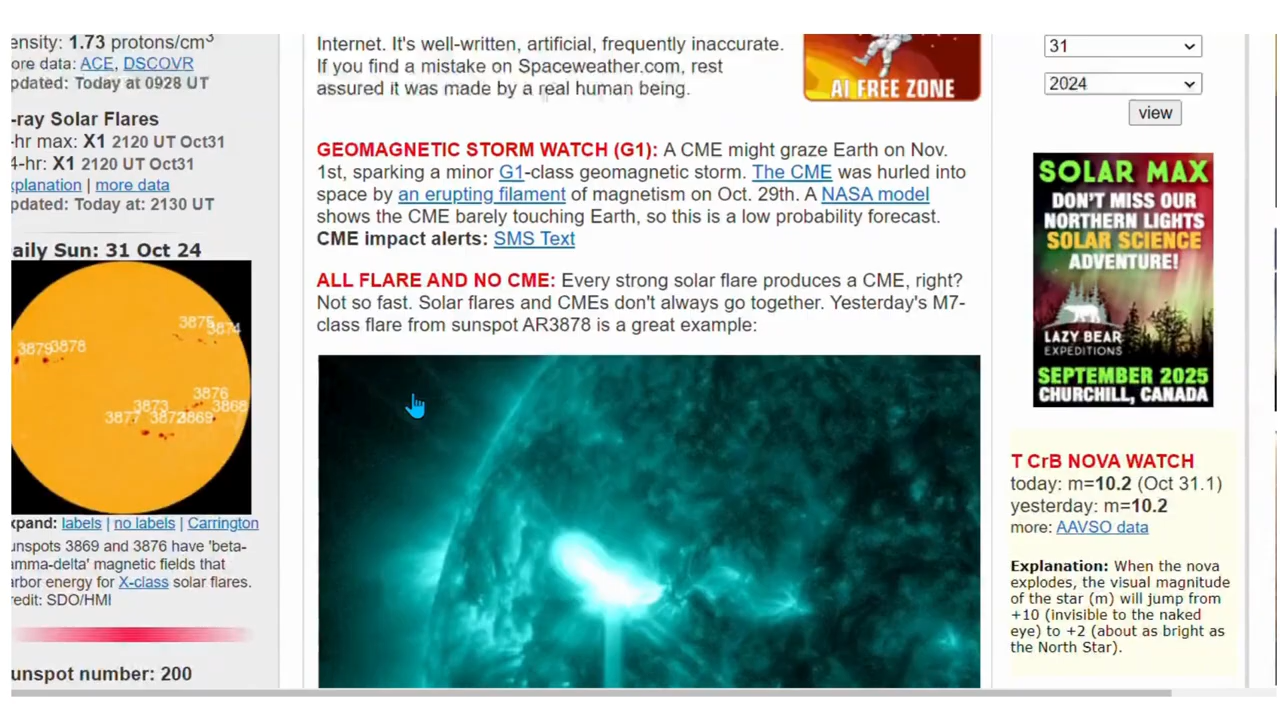 ensity: 1.73 protons/cm³
ore data: ACE, DSCOVR
pdated: Today at 0928 UT
-ray Solar Flares
-hr max: X1 2120 UT Oct31
4-hr: X1 2120 UT Oct31
xplanation | more data
pdated: Today at: 2130 UT
aily Sun: 31 Oct 24
3875
3874
3879
3878
3876
3873
3868
3877
3872
3869
xpand: labels | no labels | Carrington
unspots 3869 and 3876 have 'beta-
amma-delta' magnetic fields that
arbor energy for X-class solar flares.
redit: SDO/HMI
unspot number: 200
Internet. It's well-written, artificial, frequently inaccurate.
If you find a mistake on Spaceweather.com, rest
assured it was made by a real human being.
AI FREE ZONE
GEOMAGNETIC STORM WATCH (G1): A CME might graze Earth on Nov.
1st, sparking a minor G1-class geomagnetic storm. The CME was hurled into
space by an erupting filament of magnetism on Oct. 29th. A NASA model
shows the CME barely touching Earth, so this is a low probability forecast.
CME impact alerts: SMS Text
ALL FLARE AND NO CME: Every strong solar flare produces a CME, right?
Not so fast. Solar flares and CMEs don't always go together. Yesterday's M7-
class flare from sunspot AR3878 is a great example:
31
2024
view
SOLAR MAX
DON'T MISS OUR
NORTHERN LIGHTS
SOLAR SCIENCE
ADVENTURE!
LAZY BEAR
EXPEDITIONS
SEPTEMBER 2025
CHURCHILL, CANADA
T CrB NOVA WATCH
today: m=10.2 (Oct 31.1)
yesterday: m=10.2
more: AAVSO data
Explanation: When the nova
explodes, the visual magnitude
of the star (m) will jump from
+10 (invisible to the naked
eye) to +2 (about as bright as
the North Star).